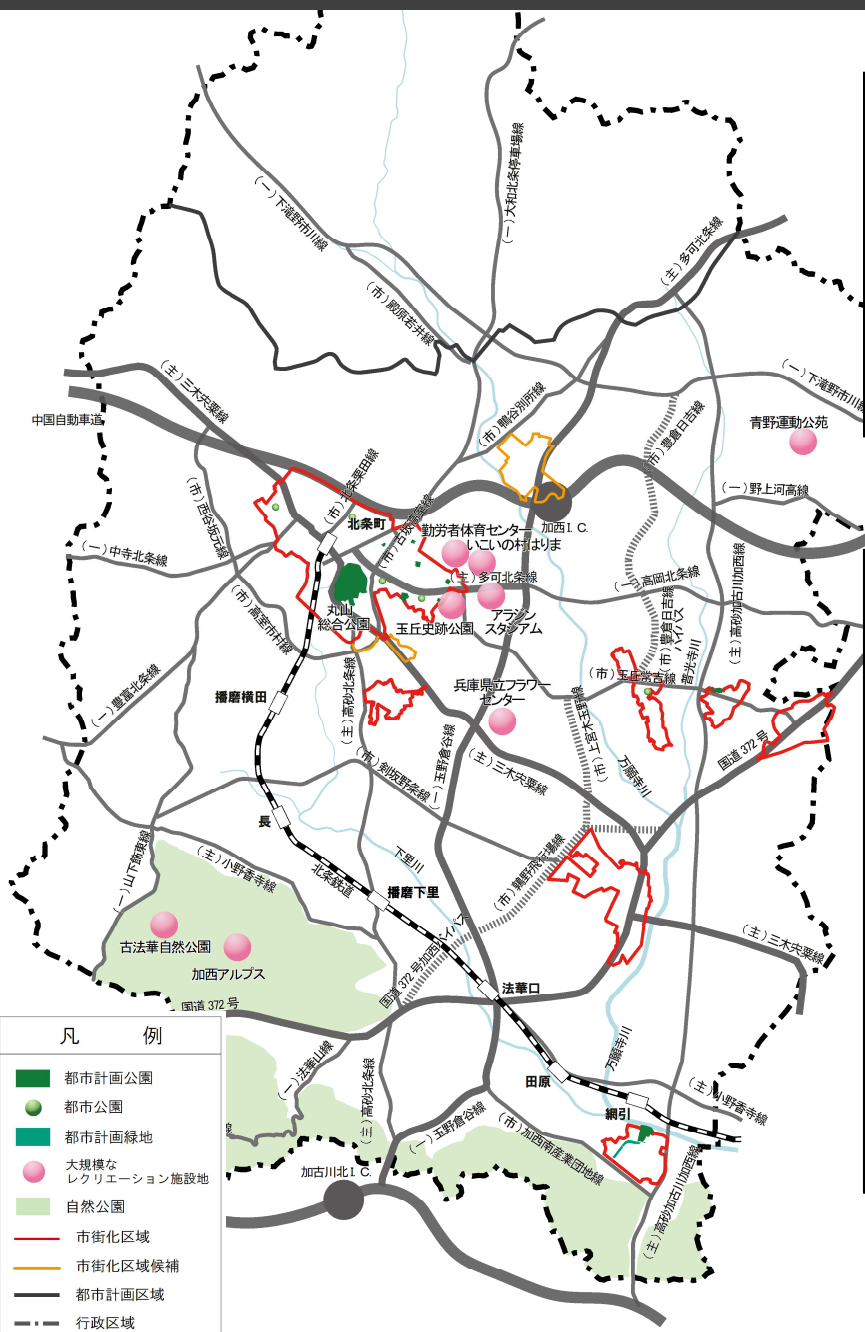 (一)大和北条停車場線
(一)下滝野市川線
(主)多可北条線
(市)殿原若井線
(主)三木宍粟線
(一)下滝野市川線
中国自動車道
(市)鴨谷別所線
(市)豊倉日吉線
青野運動公苑
(市)北条栗田線
(市)西谷坂元線
(一)野上河高線
北条町
(市)古坂高室線
勤労者体育センター
いこいの村はりま
加西I.C.
(一)中寺北条線
(主)多可北条線
(一)高岡北条線
(主)高砂加古川加西線
(市)高室市村線
丸山
総合公園
玉丘史跡公園
アラジン
スタジアム
(市)豊倉日吉線
バイパス
普光寺川
(市)玉丘常吉線
(一)豊富北条線
播磨横田
(主)高砂北条線
兵庫県立フラワー
センター
(市)上宮木玉野線
国道372号
(一)玉野倉谷線
(主)三木宍粟線
万願寺川
(市)剣坂野条線
長
下里川
(市)鶉野飛行場線
(一)山下飾東線
(主)小野香寺線
北条鉄道
播磨下里
古法華自然公園
加西アルプス
国道372号加西バイパス
(主)三木宍粟線
国道372号
法華口
(一)法華山線
(主)高砂北条線
万願寺川
田原
(主)小野香寺線
網引
(一)玉野倉谷線
(市)加西南産業団地線
(主)高砂加古川加西線
加古川北I.C.
線
凡 例
都市計画公園
都市公園
都市計画緑地
大規模な
レクリエーション施設地
自然公園
市街化区域
市街化区域候補
都市計画区域
行政区域